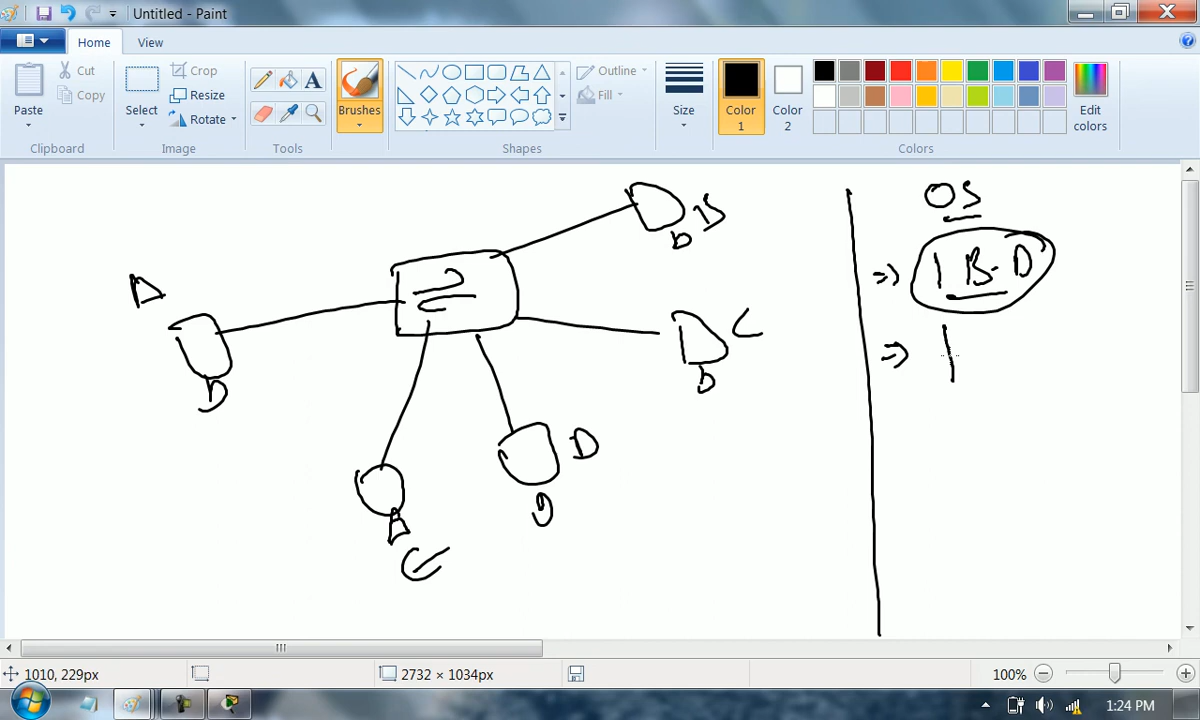 Untitled - Paint
Home View
Paste
Cut
Copy
Clipboard
Select
Crop
Resize
Rotate
Image
A
Tools
Brushes
Outline
Fill
Shapes
Size
Color
1
Color
2
Edit
colors
Colors
OS
B
b
1 B-D
A
D
C
b
D
D
1010, 229px
2732 × 1034px
100%
1:24 PM